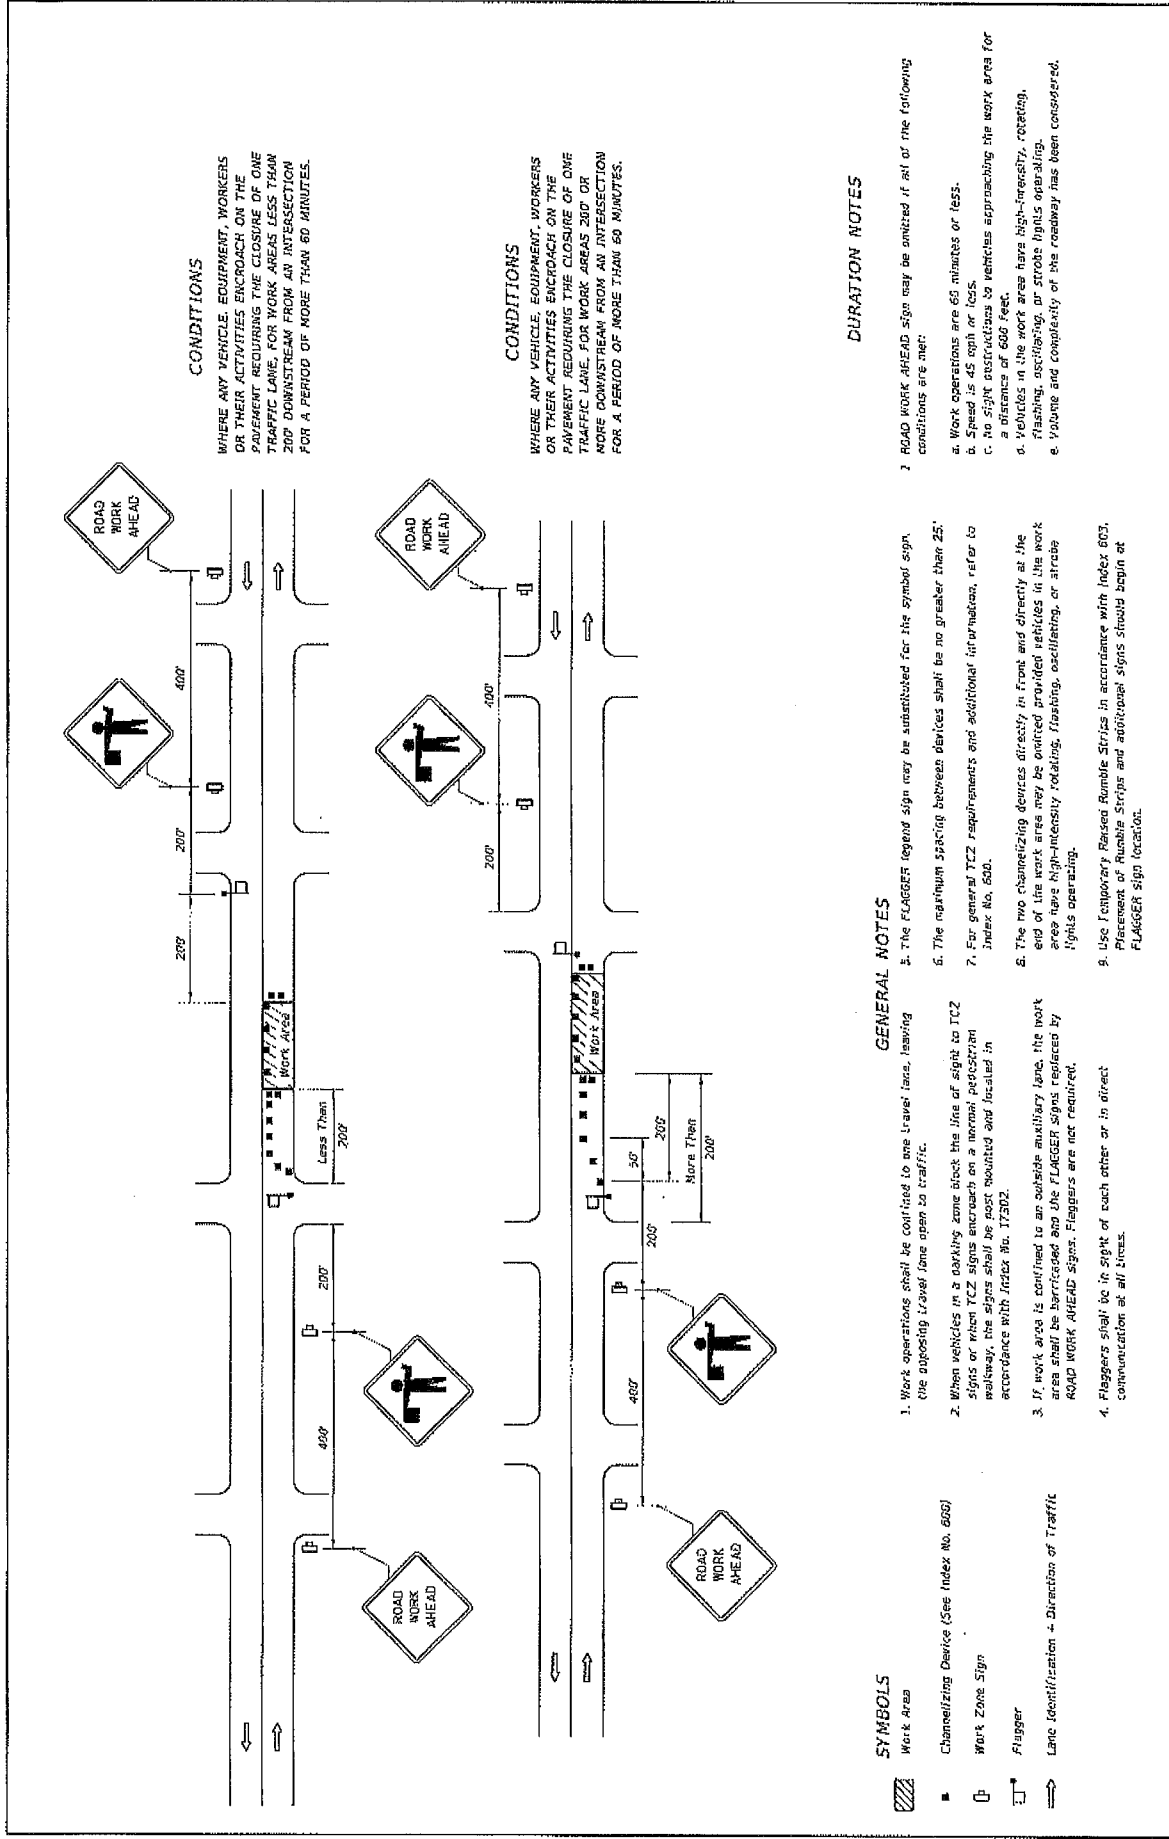 CONDITIONS
WHERE ANY VEHICLE, EQUIPMENT, WORKERS
OR THEIR ACTIVITIES ENCROACH ON THE
PAVEMENT REQUIRING THE CLOSURE OF ONE
TRAFFIC LANE, FOR WORK AREAS LESS THAN
200' DOWNSTREAM FROM AN INTERSECTION
FOR A PERIOD OF MORE THAN 60 MINUTES.
ROAD
WORK
AHEAD
400'
200'
200'
Work Area
Less Than
200'
200'
400'
ROAD
WORK
AHEAD
CONDITIONS
WHERE ANY VEHICLE, EQUIPMENT, WORKERS
OR THEIR ACTIVITIES ENCROACH ON THE
PAVEMENT REQUIRING THE CLOSURE OF ONE
TRAFFIC LANE, FOR WORK AREAS 200' OR
MORE DOWNSTREAM FROM AN INTERSECTION
FOR A PERIOD OF MORE THAN 60 MINUTES.
ROAD
WORK
AHEAD
400'
200'
Work Area
200'
50'
More Than
200'
200'
400'
ROAD
WORK
AHEAD
SYMBOLS
Work Area
Channelizing Device (See Index No. 600)
Work Zone Sign
Flagger
Lane Identification + Direction of Traffic
GENERAL NOTES
1. Work operations shall be confined to one travel lane, leaving
the opposing travel lane open to traffic.
2. When vehicles in a parking zone block the line of sight to TCZ
signs or when TCZ signs encroach on a normal pedestrian
walkway, the signs shall be post mounted and located in
accordance with Index No. 17302.
3. If work area is confined to an outside auxiliary lane, the work
area shall be barricaded and the FLAGGER signs replaced by
ROAD WORK AHEAD signs. Flaggers are not required.
4. Flaggers shall be in sight of each other or in direct
communication at all times.
5. The FLAGGER legend sign may be substituted for the symbol sign.
6. The maximum spacing between devices shall be no greater than 25'.
7. For general TCZ requirements and additional information, refer to
Index No. 600.
8. The two channelizing devices directly in front and directly at the
end of the work area may be omitted provided vehicles in the work
area have high-intensity rotating, flashing, oscillating, or strobe
lights operating.
9. Use Temporary Raised Rumble Strips in accordance with Index 603.
Placement of Rumble Strips and additional signs should begin at
FLAGGER sign location.
DURATION NOTES
1 ROAD WORK AHEAD sign may be omitted if all of the following
conditions are met:
a. Work operations are 60 minutes or less.
b. Speed is 45 mph or less.
c. No sight obstructions to vehicles approaching the work area for
a distance of 600 feet.
d. Vehicles in the work area have high-intensity, rotating,
flashing, oscillating, or strobe lights operating.
e. Volume and complexity of the roadway has been considered.